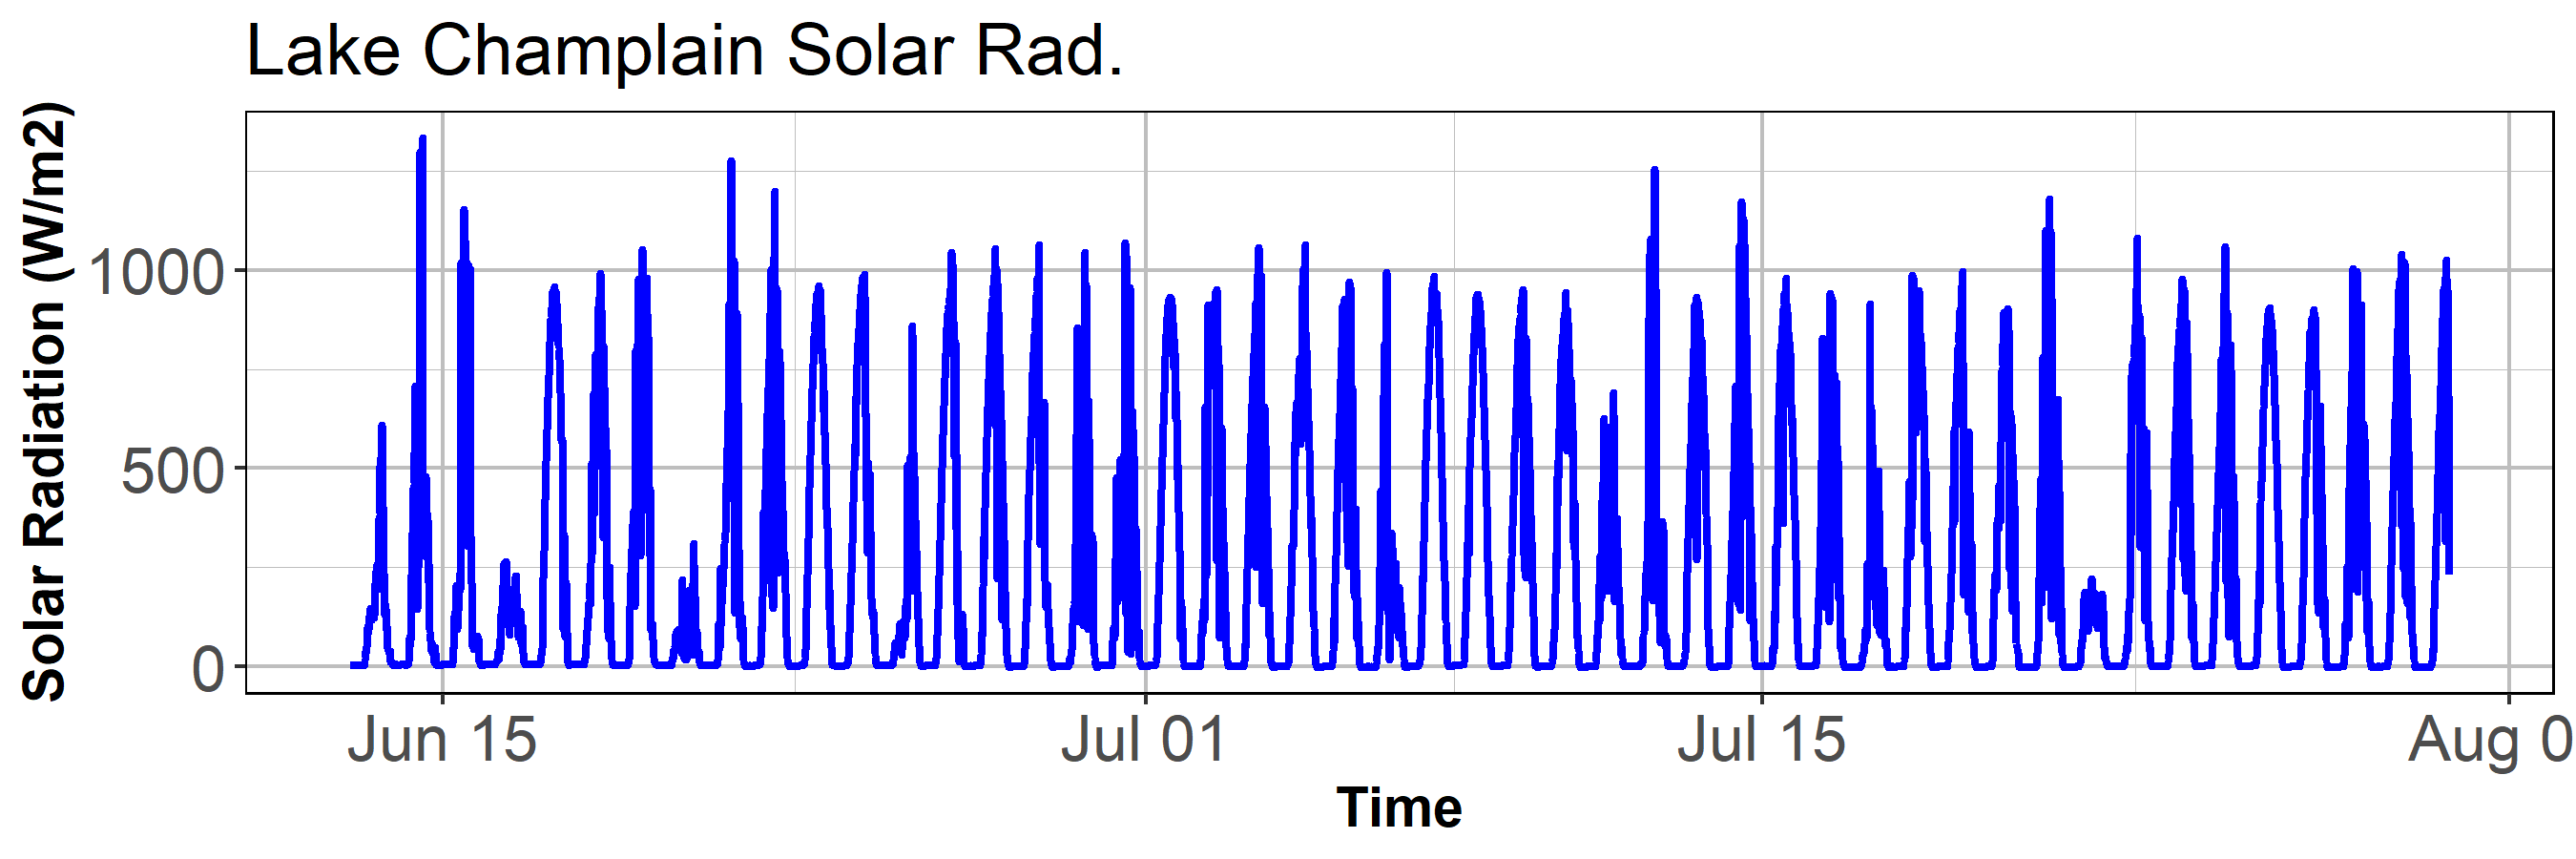 Lake Champlain Solar Rad.
Solar Radiation (W/m2)
1000
500
0
Jun 15 Jul 01 Jul 15 Aug 0
Time